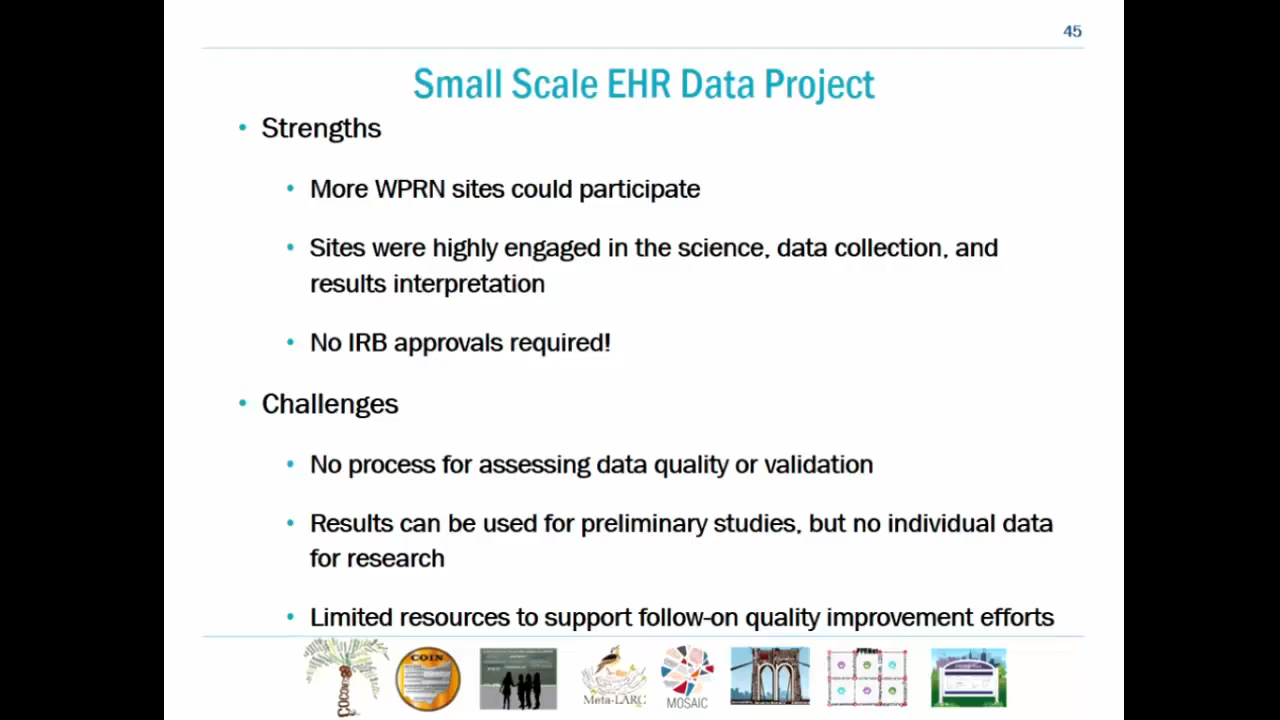 45
Small Scale EHR Data Project
• Strengths
• More WPRN sites could participate
• Sites were highly engaged in the science, data collection, and
results interpretation
• No IRB approvals required!
• Challenges
• No process for assessing data quality or validation
• Results can be used for preliminary studies, but no individual data
for research
• Limited resources to support follow-on quality improvement efforts
COIN
Meta-LARC
MOSAIC
PPRNet